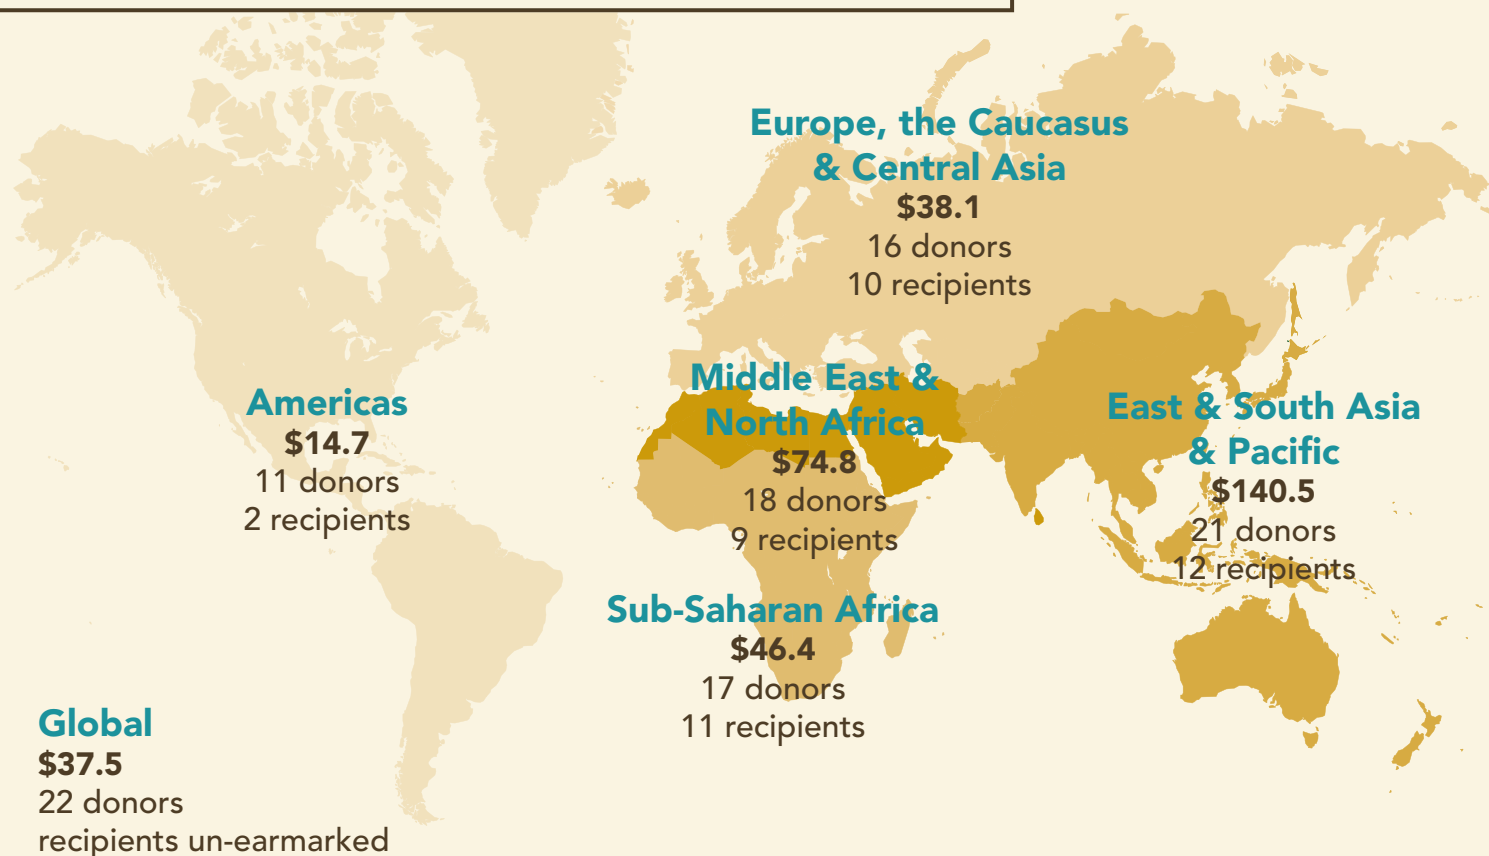 Europe, the Caucasus
& Central Asia
$38.1
16 donors
10 recipients
Middle East &
North Africa
$74.8
18 donors
9 recipients
East & South Asia
& Pacific
$140.5
21 donors
12 recipients
Americas
$14.7
11 donors
2 recipients
Sub-Saharan Africa
$46.4
17 donors
11 recipients
Global
$37.5
22 donors
recipients un-earmarked